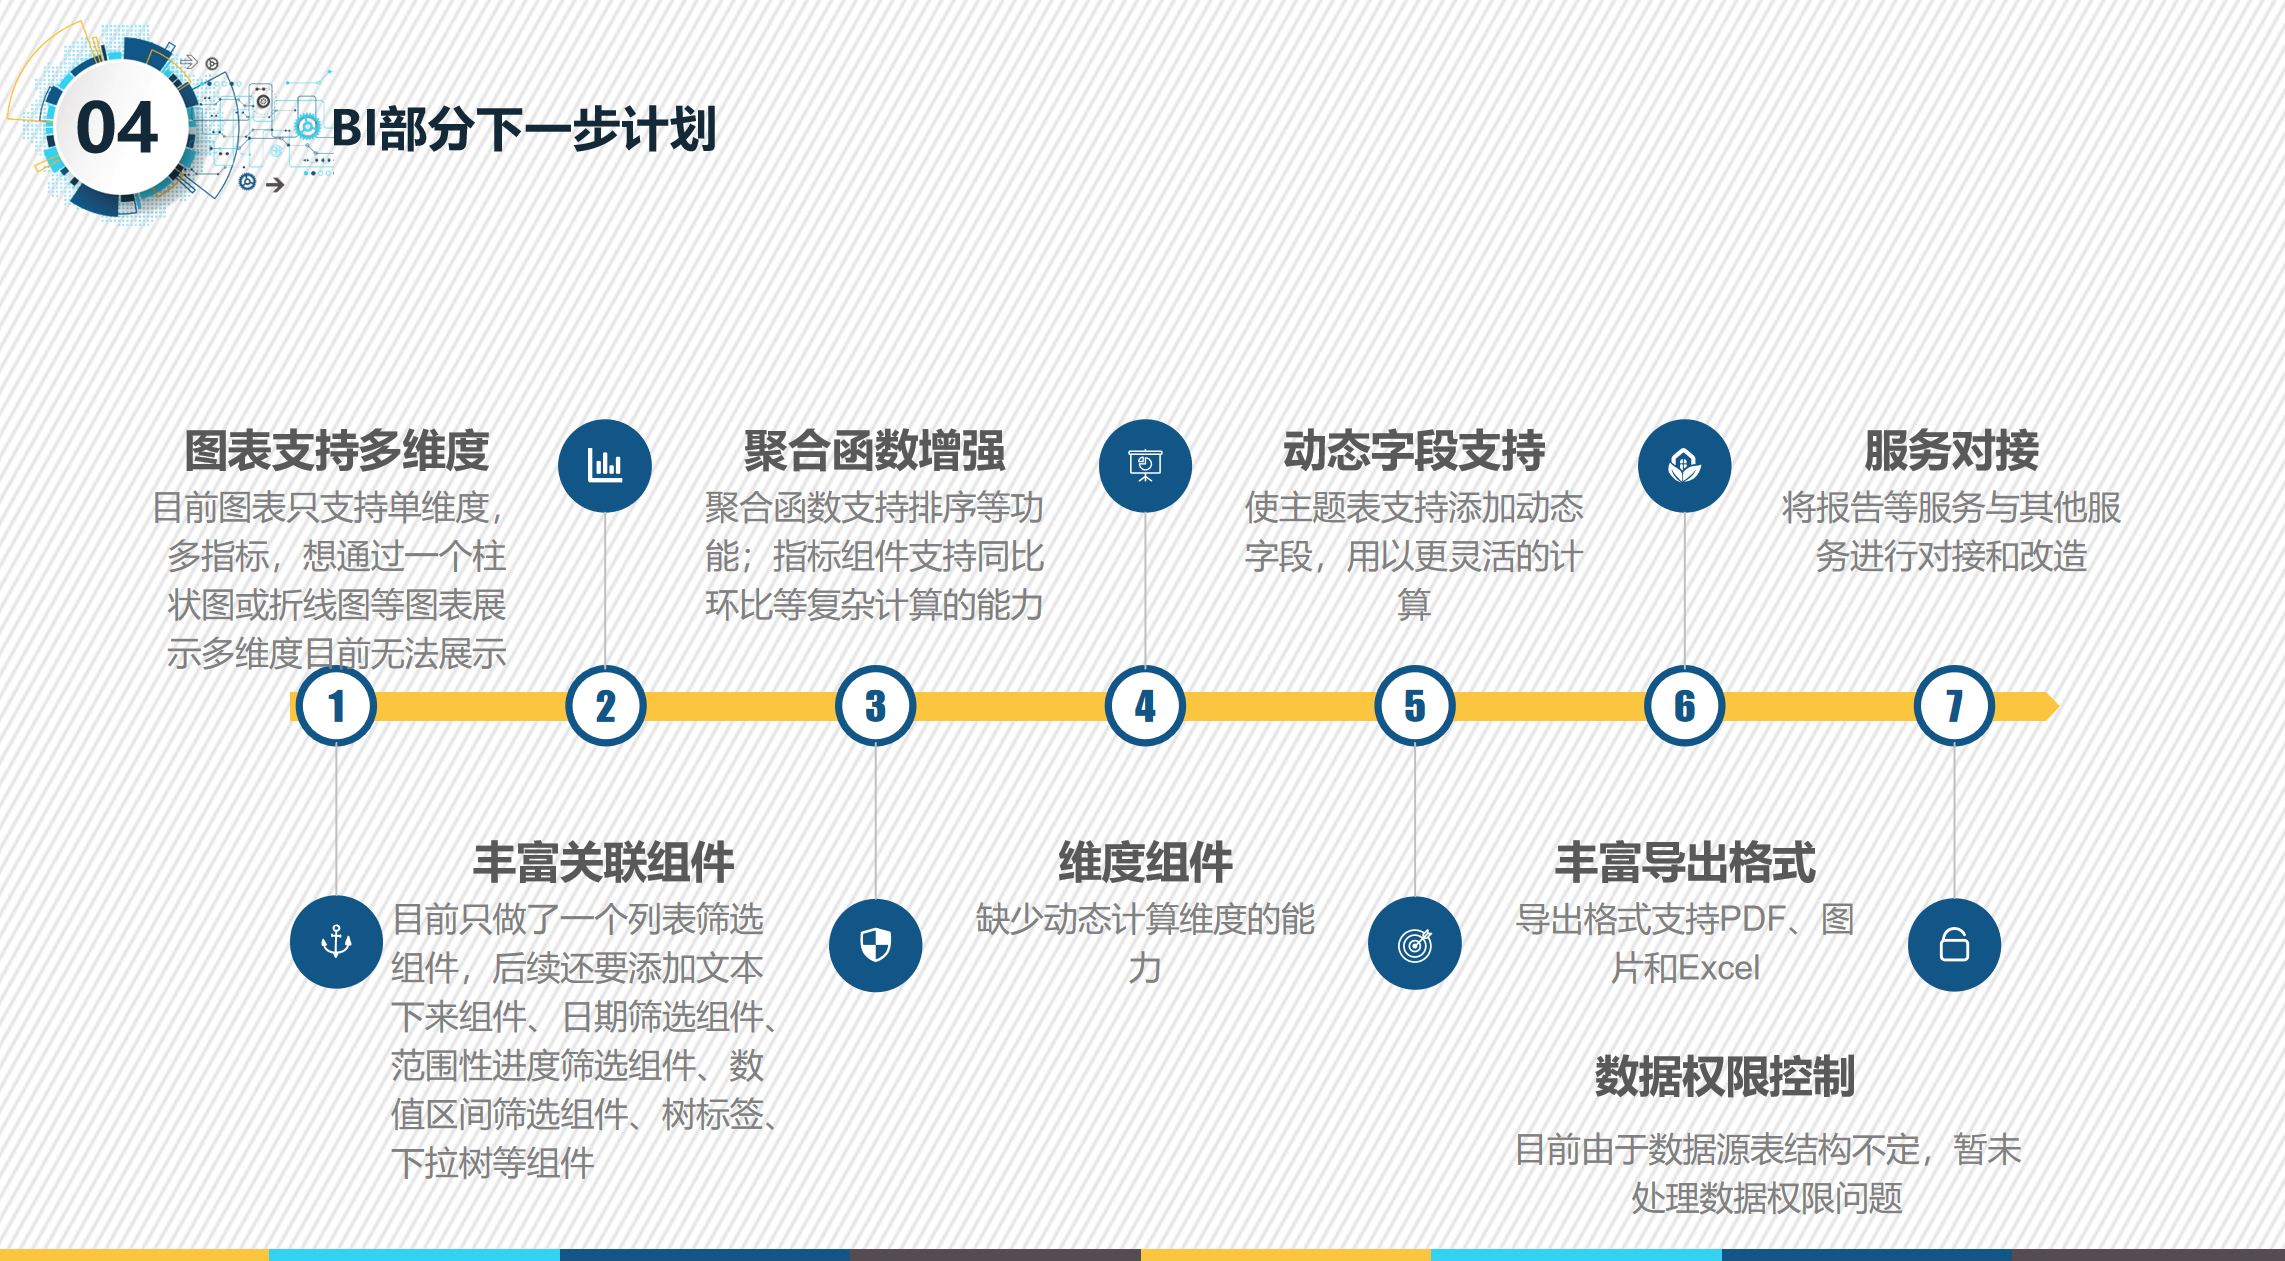 04
BI部分下一步计划
图表支持多维度
目前图表只支持单维度，
多指标，想通过一个柱
状图或折线图等图表展
示多维度目前无法展示
聚合函数增强
聚合函数支持排序等功
能；指标组件支持同比
环比等复杂计算的能力
动态字段支持
使主题表支持添加动态
字段，用以更灵活的计
算
服务对接
将报告等服务与其他服
务进行对接和改造
1
2
3
4
5
6
7
丰富关联组件
目前只做了一个列表筛选
组件，后续还要添加文本
下来组件、日期筛选组件、
范围性进度筛选组件、数
值区间筛选组件、树标签、
下拉树等组件
维度组件
缺少动态计算维度的能
力
丰富导出格式
导出格式支持PDF、图
片和Excel
数据权限控制
目前由于数据源表结构不定，暂未
处理数据权限问题